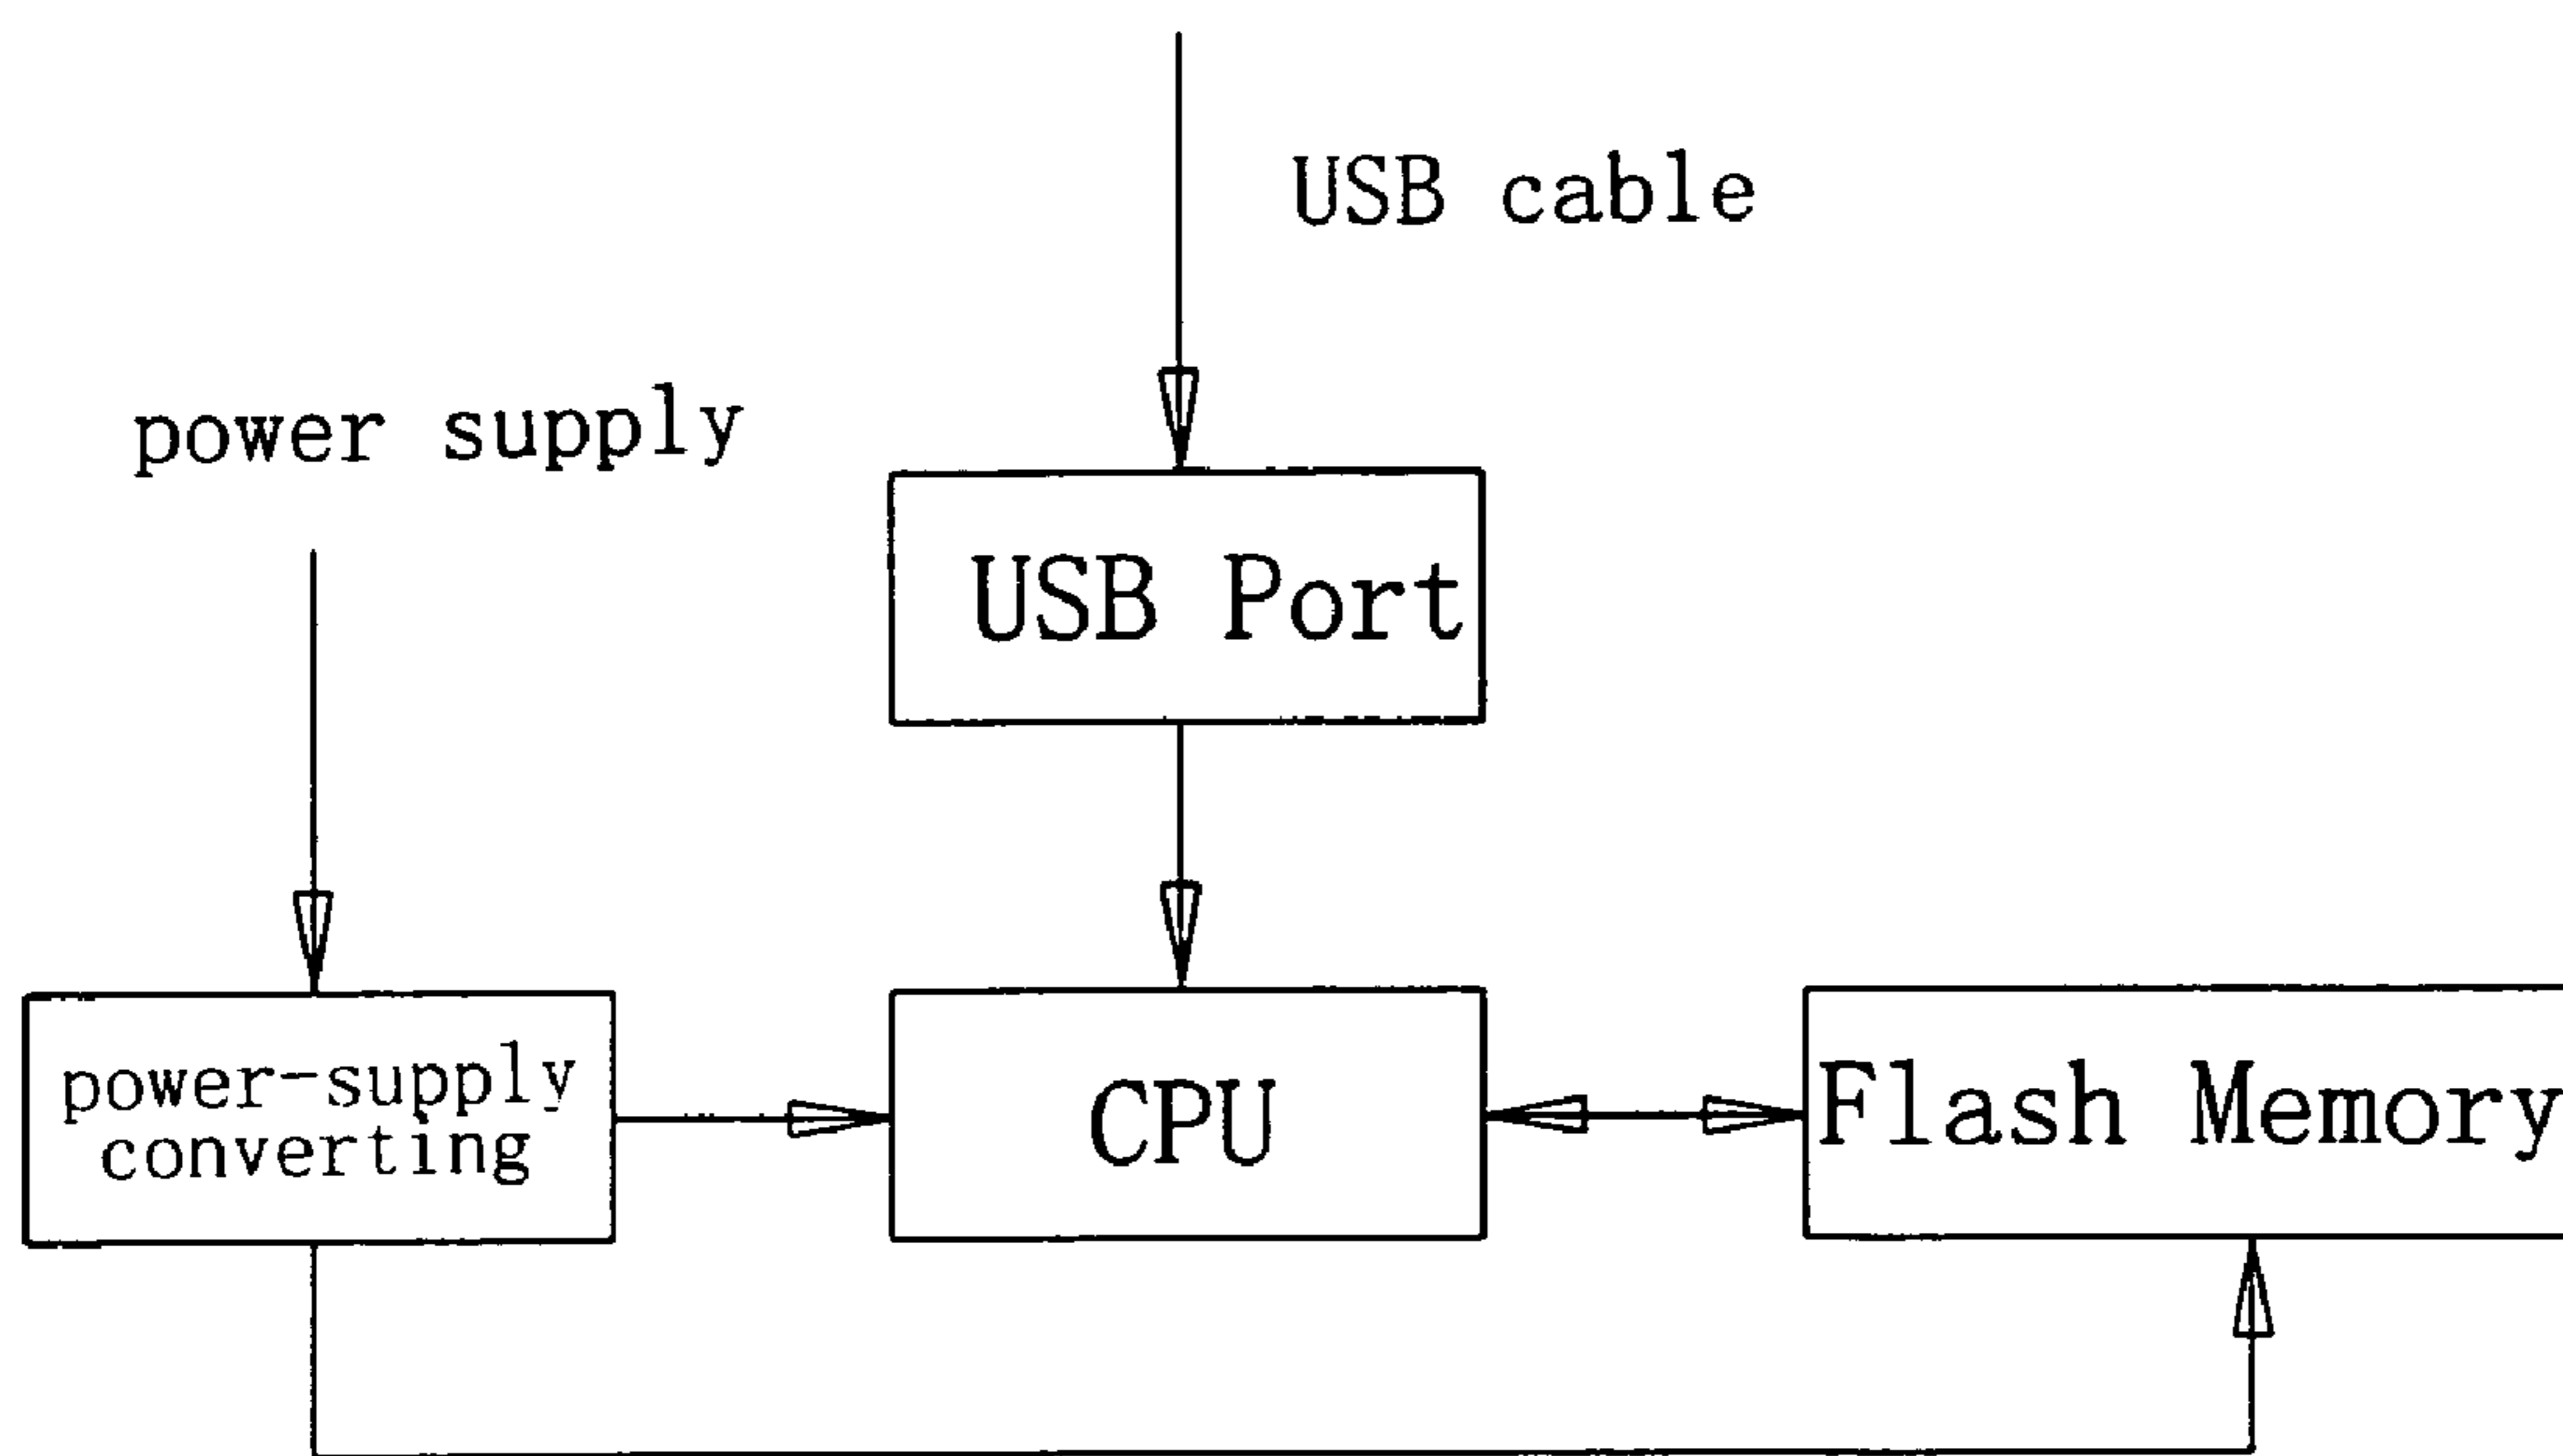 USB cable
power supply
USB Port
power-supply
converting
CPU
Flash Memory